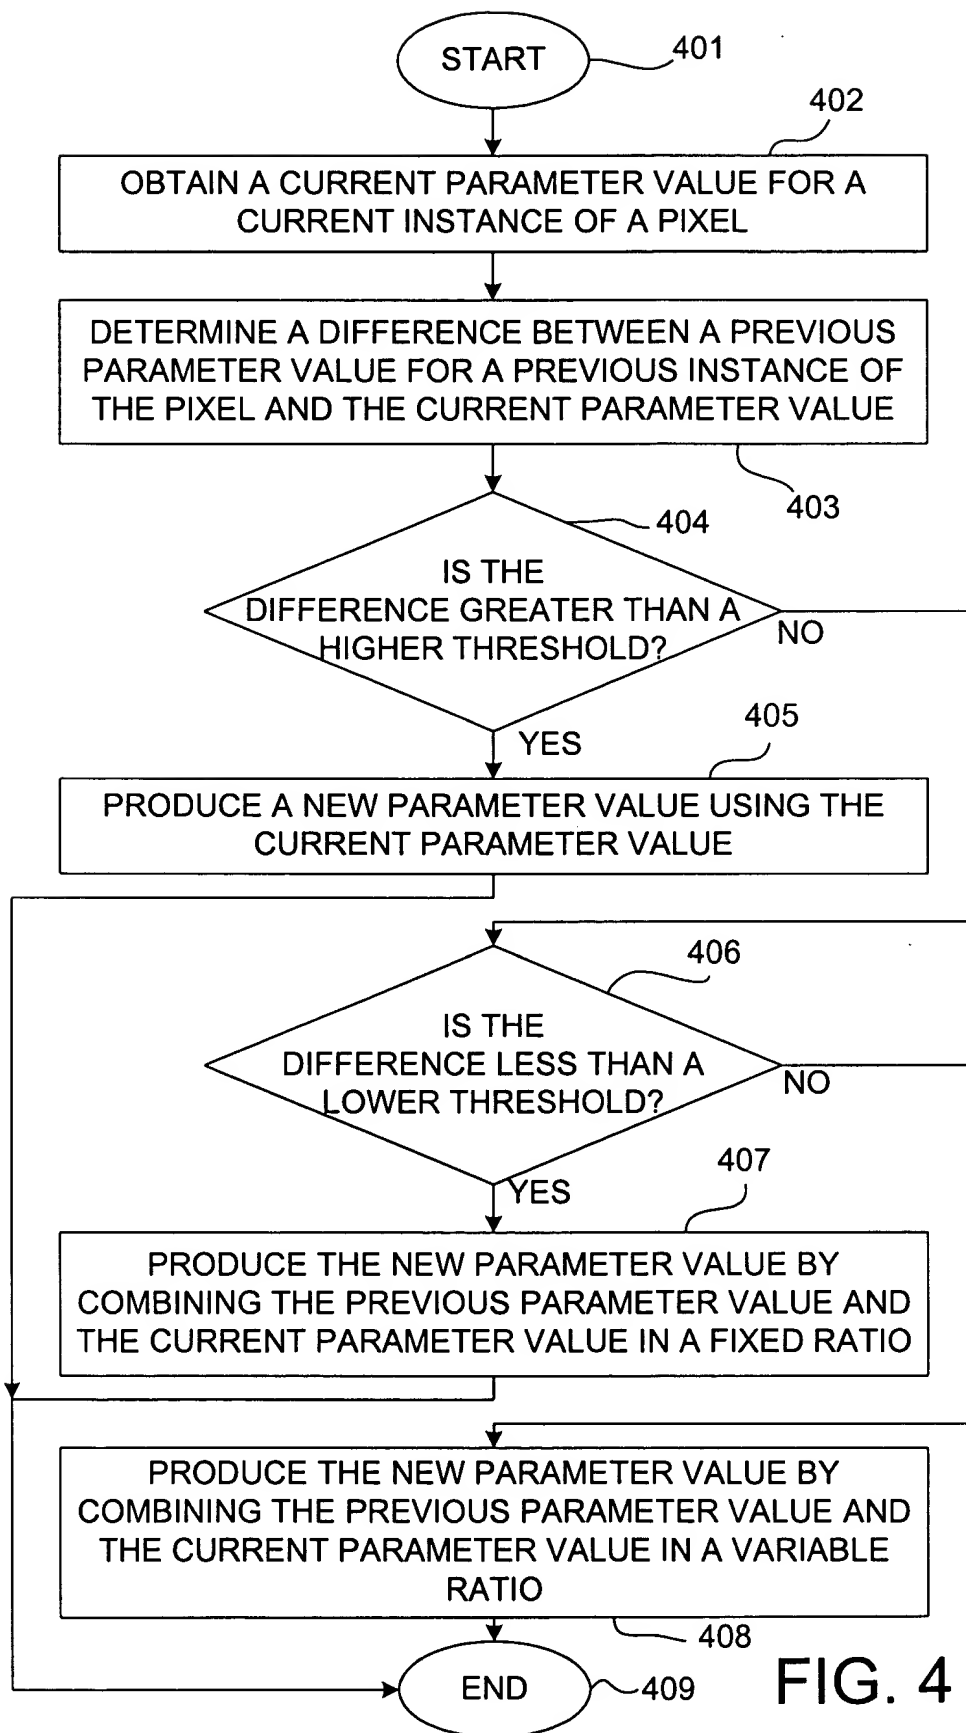 START
401
402
OBTAIN A CURRENT PARAMETER VALUE FOR A
CURRENT INSTANCE OF A PIXEL
DETERMINE A DIFFERENCE BETWEEN A PREVIOUS
PARAMETER VALUE FOR A PREVIOUS INSTANCE OF
THE PIXEL AND THE CURRENT PARAMETER VALUE
403
404
IS THE
DIFFERENCE GREATER THAN A
HIGHER THRESHOLD?
NO
YES
405
PRODUCE A NEW PARAMETER VALUE USING THE
CURRENT PARAMETER VALUE
406
IS THE
DIFFERENCE LESS THAN A
LOWER THRESHOLD?
NO
YES
407
PRODUCE THE NEW PARAMETER VALUE BY
COMBINING THE PREVIOUS PARAMETER VALUE AND
THE CURRENT PARAMETER VALUE IN A FIXED RATIO
PRODUCE THE NEW PARAMETER VALUE BY
COMBINING THE PREVIOUS PARAMETER VALUE AND
THE CURRENT PARAMETER VALUE IN A VARIABLE
RATIO
408
END
409
FIG. 4